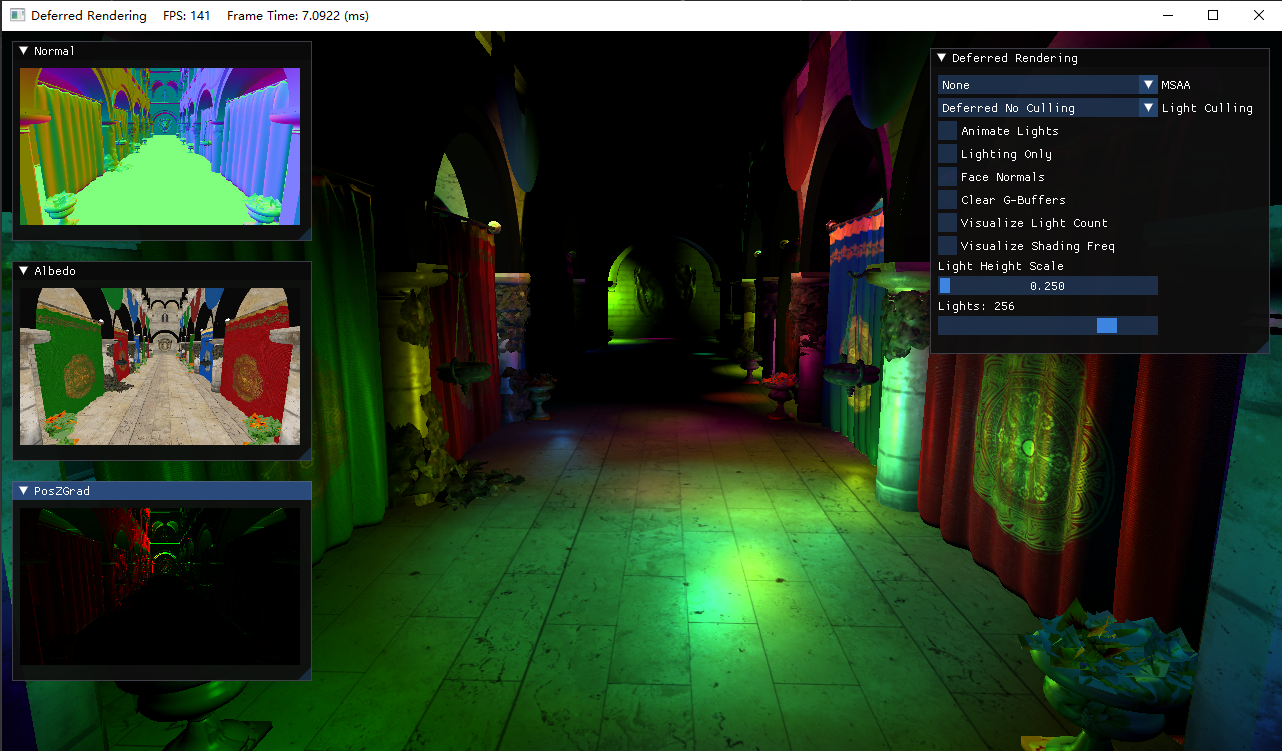 Deferred Rendering FPS: 141 Frame Time: 7.0922 (ms)
Normal
Albedo
PosZGrad
Deferred Rendering
None MSAA
Deferred No Culling Light Culling
Animate Lights
Lighting Only
Face Normals
Clear G-Buffers
Visualize Light Count
Visualize Shading Freq
Light Height Scale
0.250
Lights: 256